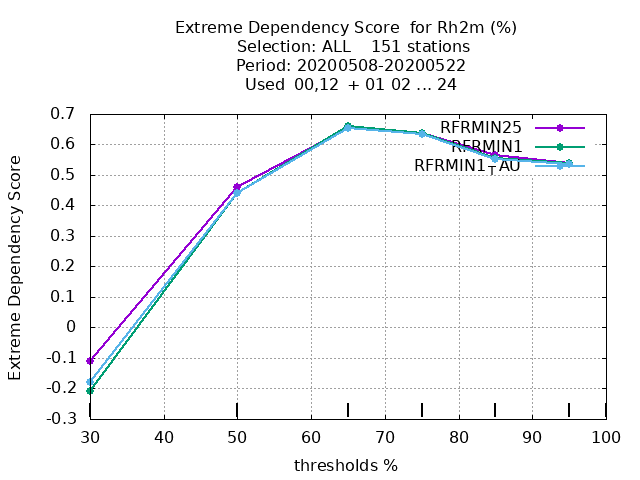 Extreme Dependency Score for Rh2m (%)
Selection: ALL 151 stations
Period: 20200508-20200522
Used 00,12 + 01 02 ... 24
0.7
0.6
0.5
0.4
0.3
0.2
0.1
0
-0.1
-0.2
-0.3
Extreme Dependency Score
RFRMIN25
RFRMIN1
RFRMIN1TAU
30 40 50 60 70 80 90 100
thresholds %